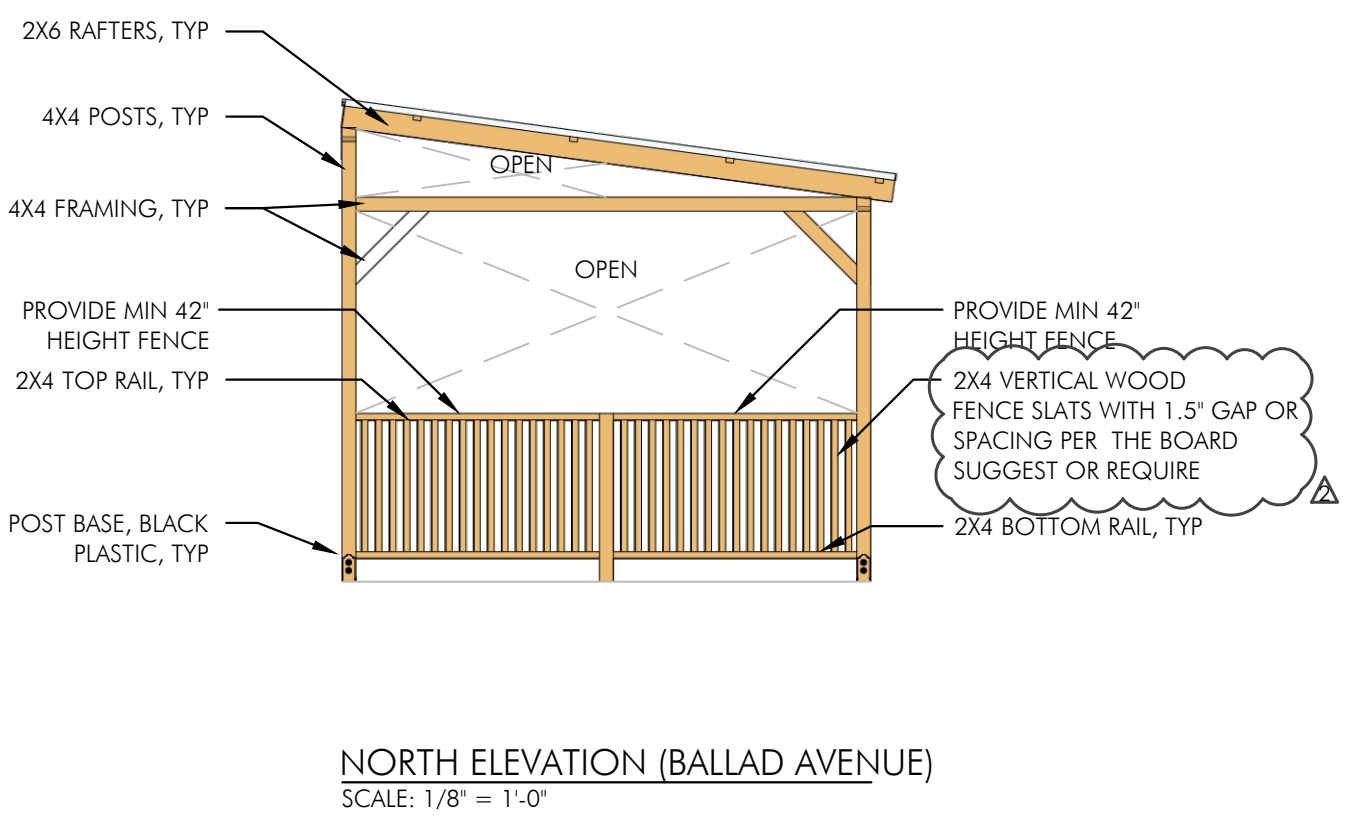 2X6 RAFTERS, TYP
4X4 POSTS, TYP
OPEN
4X4 FRAMING, TYP
OPEN
PROVIDE MIN 42"
HEIGHT FENCE
2X4 TOP RAIL, TYP
POST BASE, BLACK
PLASTIC, TYP
PROVIDE MIN 42"
HEIGHT FENCE
2X4 VERTICAL WOOD
FENCE SLATS WITH 1.5" GAP OR
SPACING PER THE BOARD
SUGGEST OR REQUIRE
2
2X4 BOTTOM RAIL, TYP
NORTH ELEVATION (BALLAD AVENUE)
SCALE: 1/8" = 1'-0"